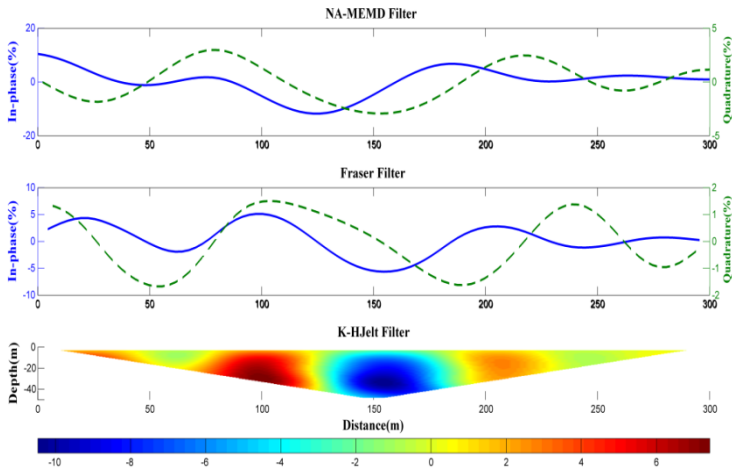 NA-MEMD Filter
In-phase(%)
20
0
-20
5
0
-5
Quadrature(%)
0 50 100 150 200 250 300
Fraser Filter
In-phase(%)
10
5
0
-5
-10
2
1
0
-1
-2
Quadrature(%)
0 50 100 150 200 250 300
K-HJelt Filter
Depth(m)
0
-20
-40
0 50 100 150 200 250 300
Distance(m)
-10 -8 -6 -4 -2 0 2 4 6